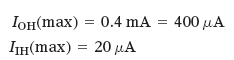 I_OH(max) = 0.4 mA = 400 μA
I_IH(max) = 20 μA